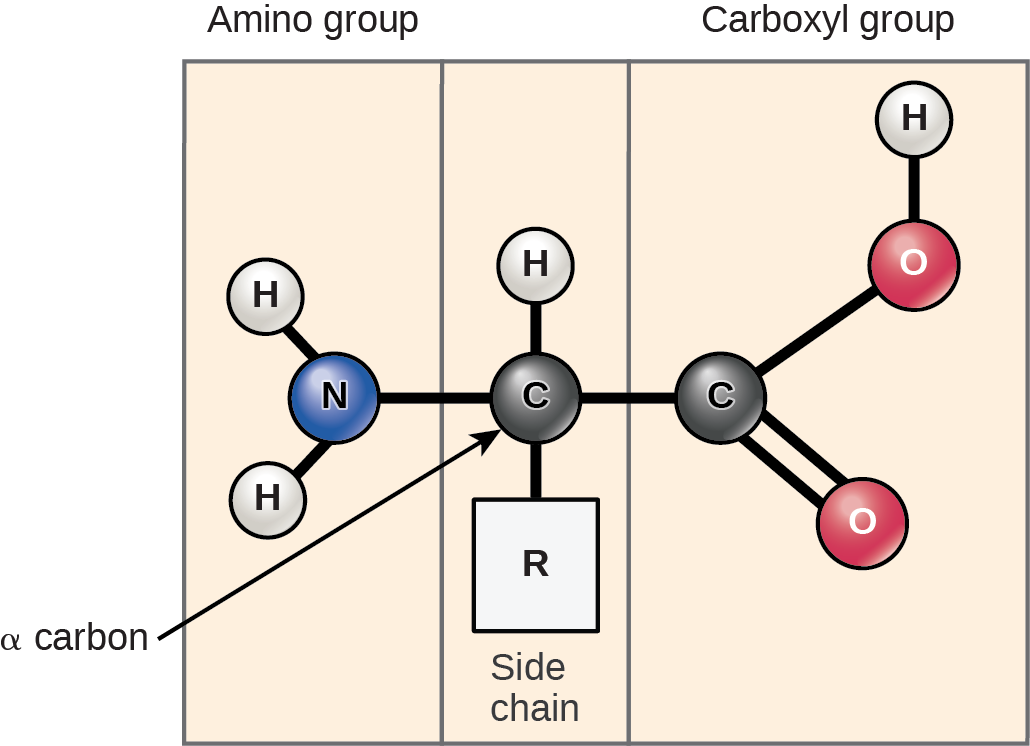 Amino group
Carboxyl group
H
O
H
H
N
C
C
H
O
R
α carbon
Side
chain